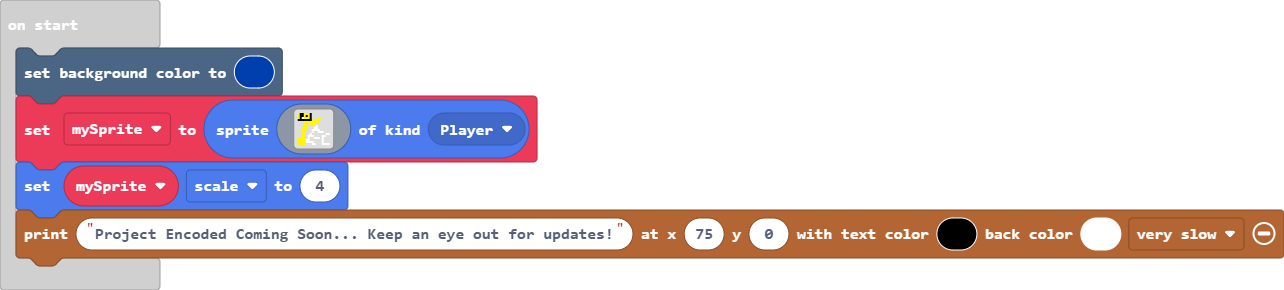 on start
set background color to
set mySprite to sprite of kind Player
set mySprite scale to 4
print "Project Encoded Coming Soon... Keep an eye out for updates!" at x 75 y 0 with text color back color very slow